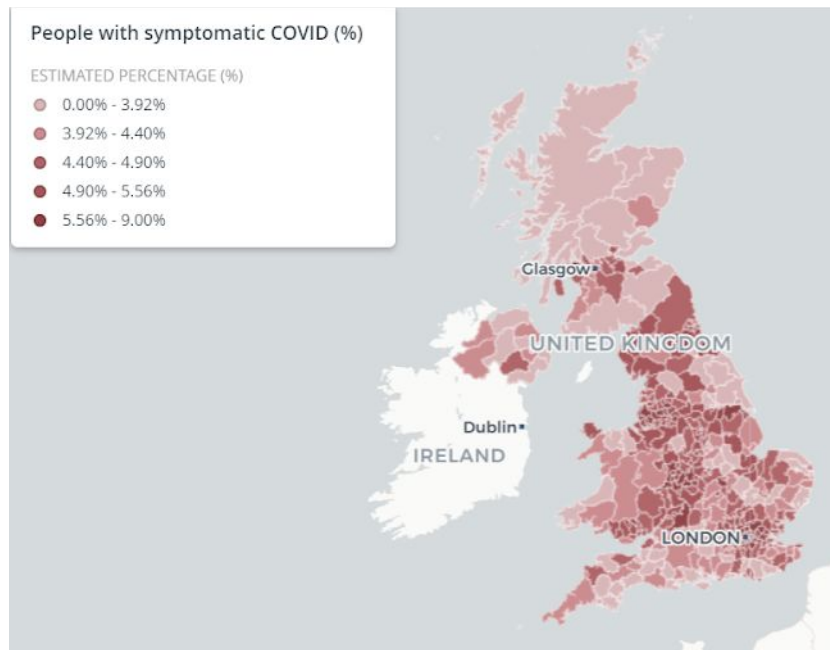 People with symptomatic COVID (%)
ESTIMATED PERCENTAGE (%)
0.00% - 3.92%
3.92% - 4.40%
4.40% - 4.90%
4.90% - 5.56%
5.56% - 9.00%
Glasgow
UNITED KINGDOM
Dublin
IRELAND
LONDON